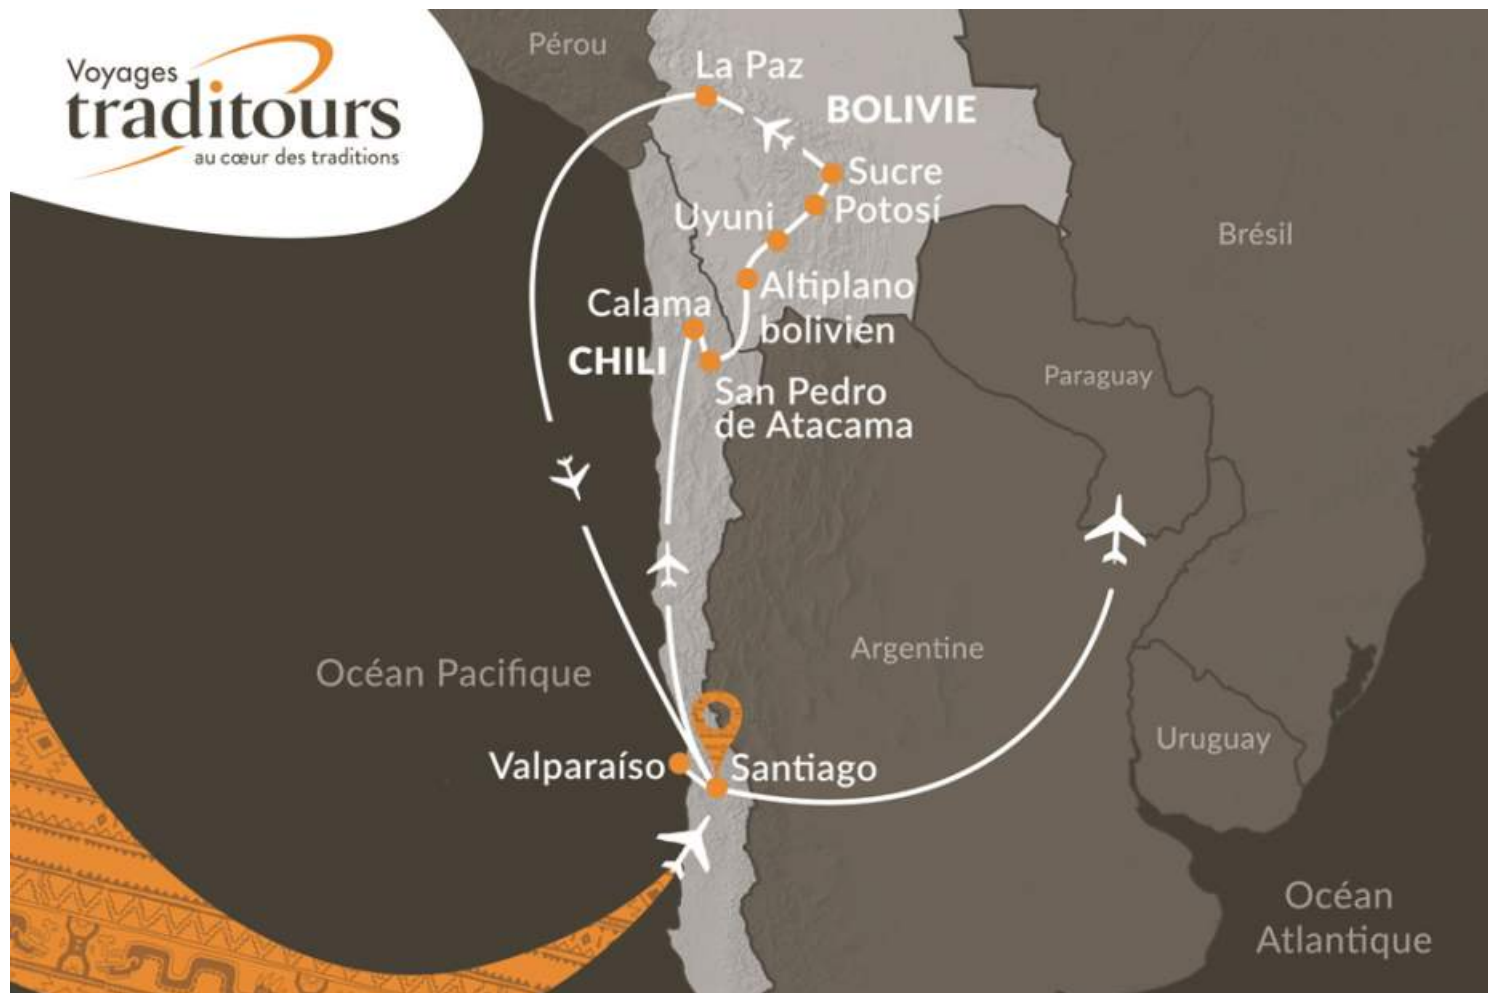 Voyages
traditours
au cœur des traditions
Pérou
La Paz
BOLIVIE
Sucre
Potosí
Uyuni
Brésil
Altiplano
bolivien
Calama
CHILI
San Pedro
de Atacama
Paraguay
Argentine
Océan Pacifique
Uruguay
Valparaíso
Santiago
Océan
Atlantique